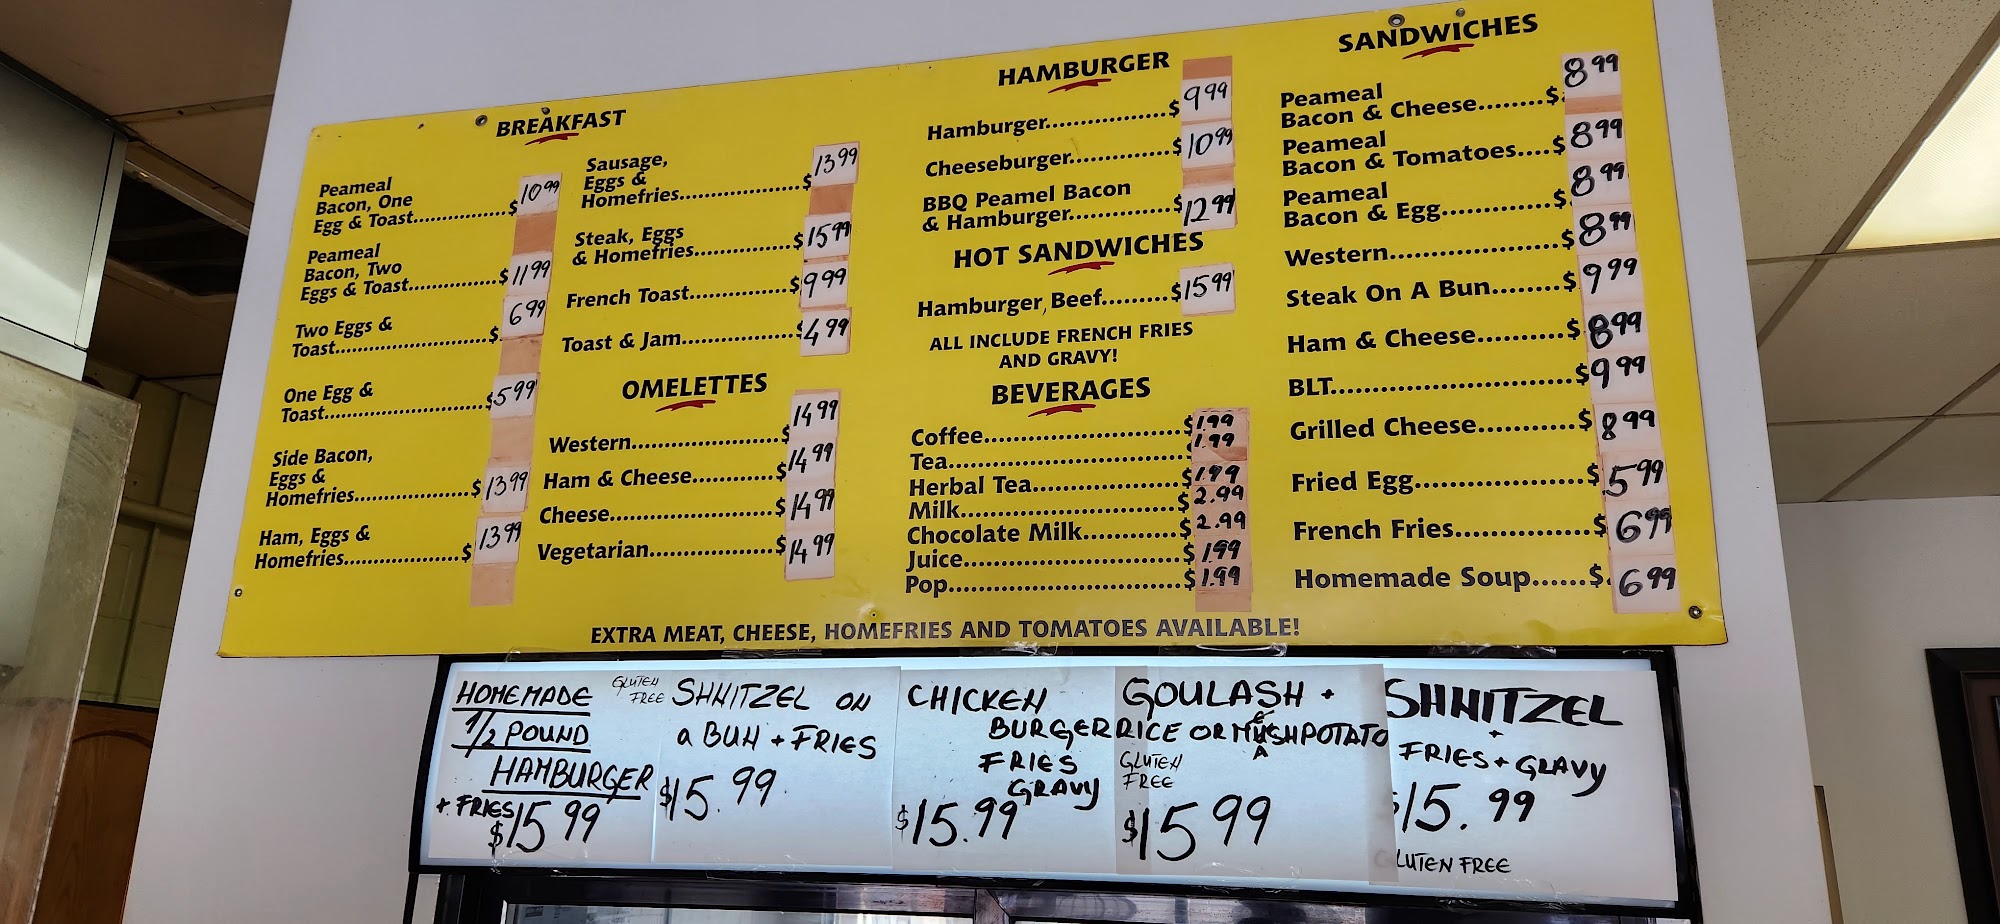 BREAKFAST
Peameal
Bacon, One
Egg & Toast................$10.99
Peameal
Bacon, Two
Eggs & Toast................$11.99
Two Eggs &
Toast................$6.99
One Egg &
Toast................$5.99
Side Bacon,
Eggs &
Homefries................$13.99
Ham, Eggs &
Homefries................$13.99
Sausage,
Eggs &
Homefries................$13.99
Steak, Eggs
& Homefries................$15.99
French Toast................$9.99
Toast & Jam................$4.99
OMELETTES
Western................$14.99
Ham & Cheese................$14.99
Cheese................$14.99
Vegetarian................$14.99
HAMBURGER
Hamburger................$9.99
Cheeseburger................$10.99
BBQ Peamel Bacon
& Hamburger................$12.99
HOT SANDWICHES
Hamburger, Beef.........$15.99
ALL INCLUDE FRENCH FRIES
AND GRAVY!
BEVERAGES
Coffee................$1.99
Tea................1.99
Herbal Tea................$1.99
Milk................$2.99
Chocolate Milk................$2.99
Juice................$1.99
Pop................$1.99
SANDWICHES
Peameal
Bacon & Cheese........$8.99
Peameal
Bacon & Tomatoes....$8.99
Peameal
Bacon & Egg............$8.99
Western................$8.99
Steak On A Bun........$9.99
Ham & Cheese..........$8.99
BLT................$9.99
Grilled Cheese...........$8.99
Fried Egg................$5.99
French Fries................$6.99
Homemade Soup......$6.99
EXTRA MEAT, CHEESE, HOMEFRIES AND TOMATOES AVAILABLE!
HOMEMADE
1/2 POUND
HAMBURGER
+ FRIES
$15.99
GLUTEN
FREE
SHNITZEL ON
a BUN + FRIES
$15.99
CHICKEN
BURGER
FRIES
GRAVY
$15.99
GOULASH +
RICE OR MASHPOTATO
GLUTEN
FREE
$15.99
SHNITZEL
+
FRIES + GRAVY
$15.99
GLUTEN FREE